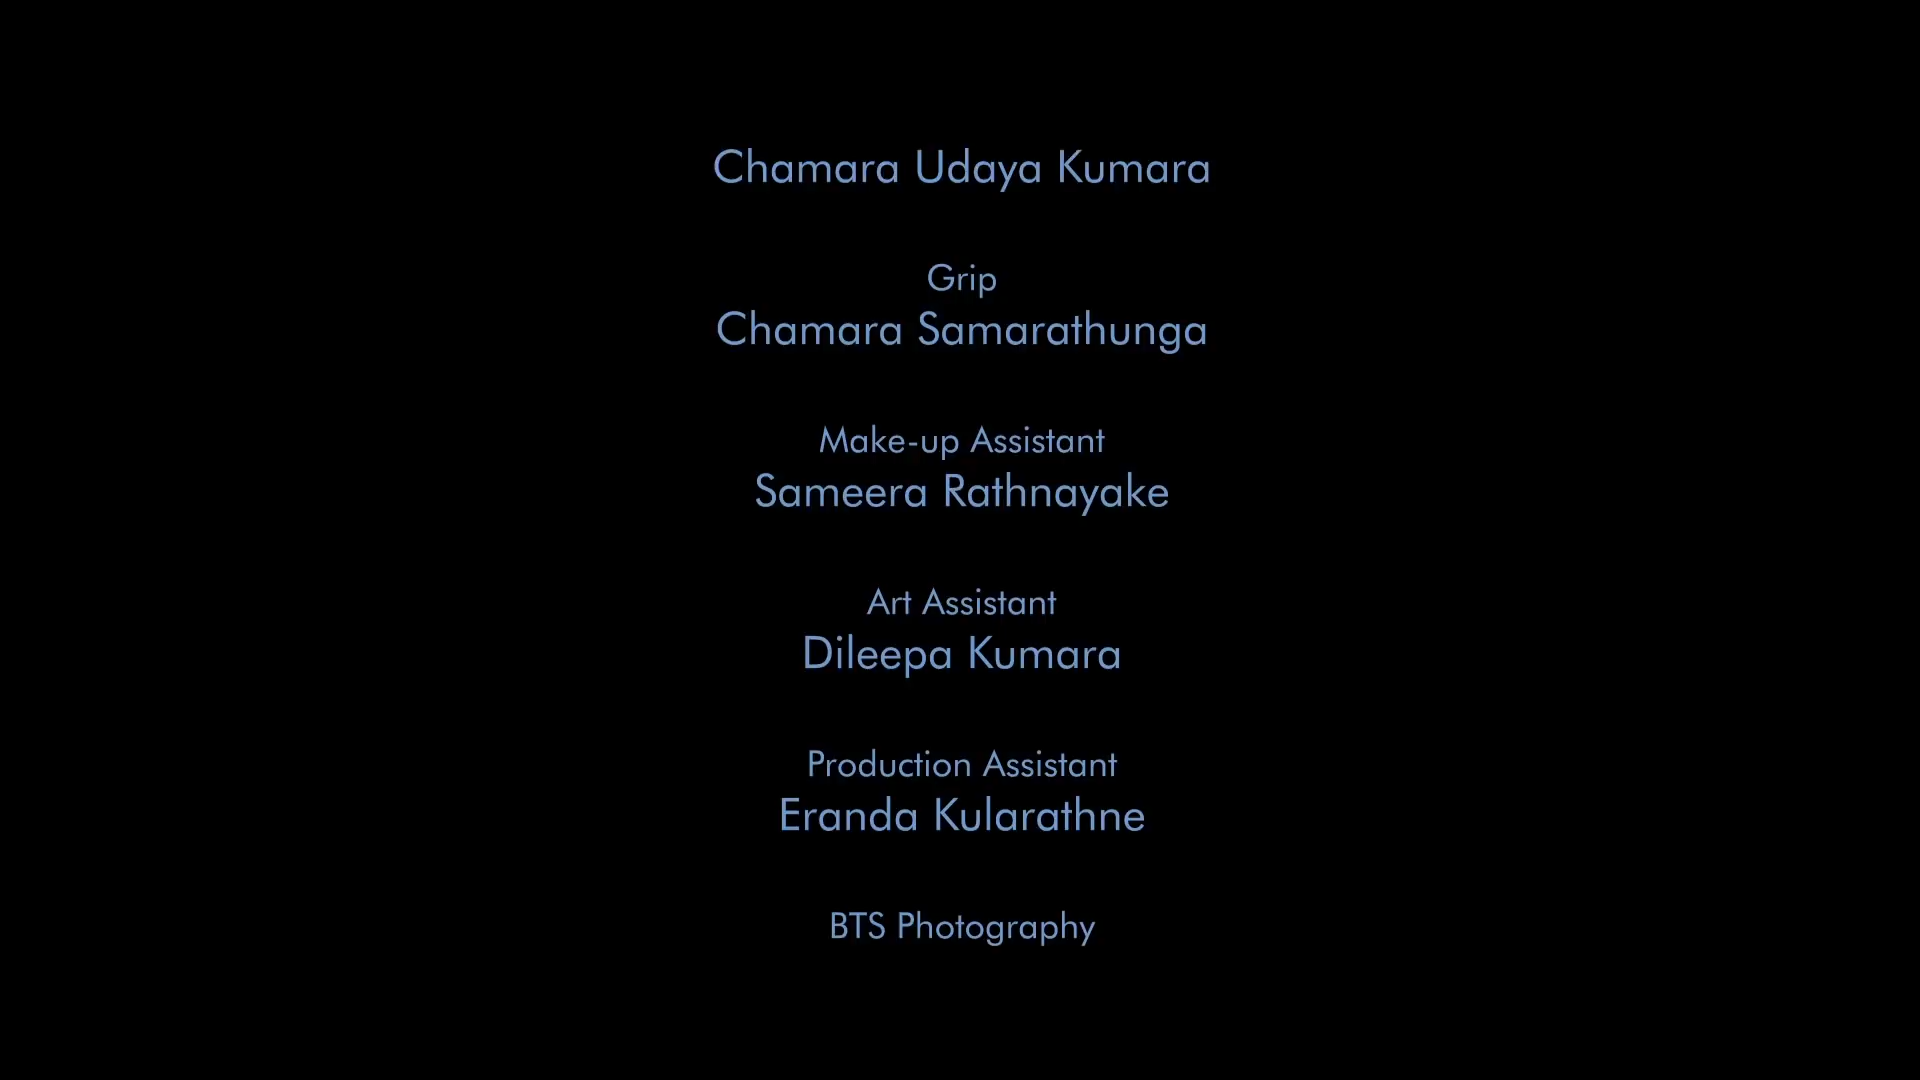 Chamara Udaya Kumara
Grip
Chamara Samarathunga
Make-up Assistant
Sameera Rathnayake
Art Assistant
Dileepa Kumara
Production Assistant
Eranda Kularathne
BTS Photography